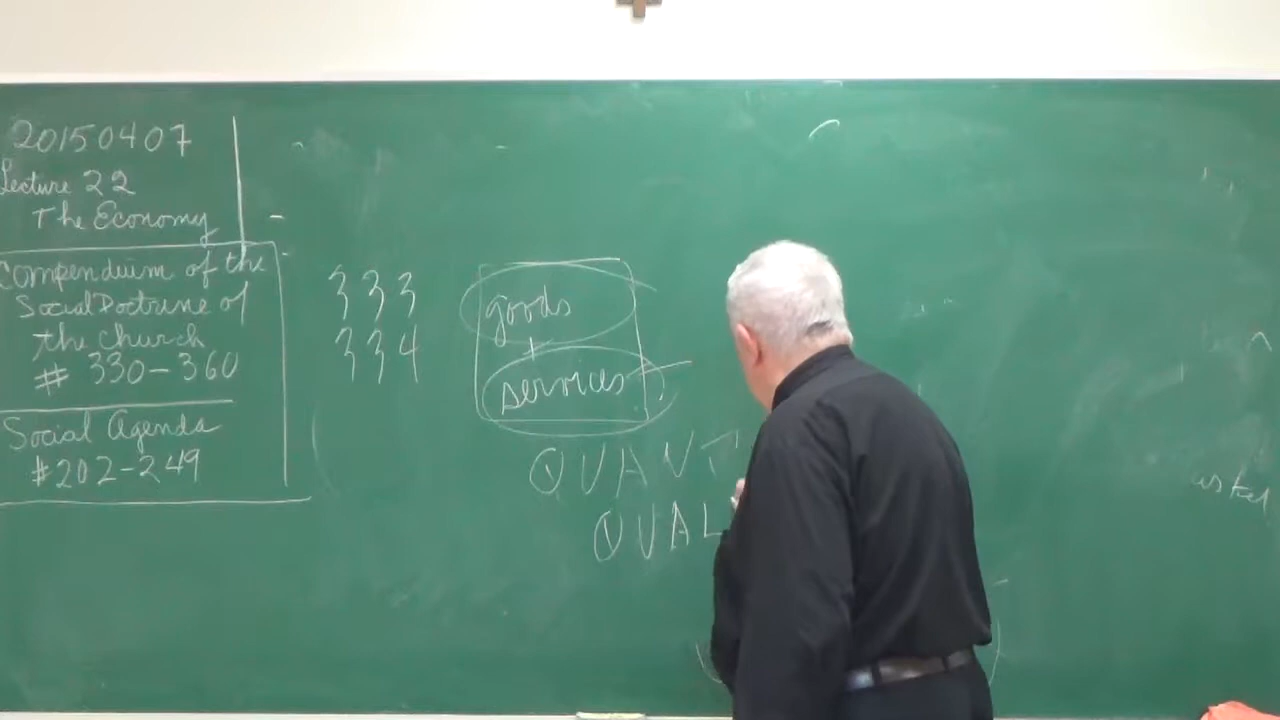 20150407
Lecture 22
The Economy
Compendium of the
Social Doctrine of
the Church
# 330-360
Social Agenda
#202-249
333
334
goods
+
services
QUANT
QUAL